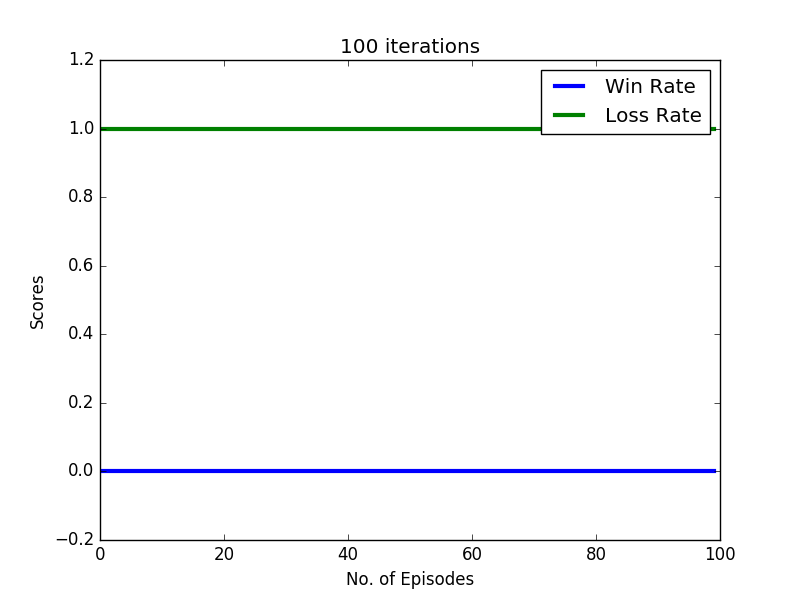 100 iterations
Win Rate
Loss Rate
1.2
1.0
0.8
0.6
0.4
0.2
0.0
−0.2
Scores
0
20
40
60
80
100
No. of Episodes